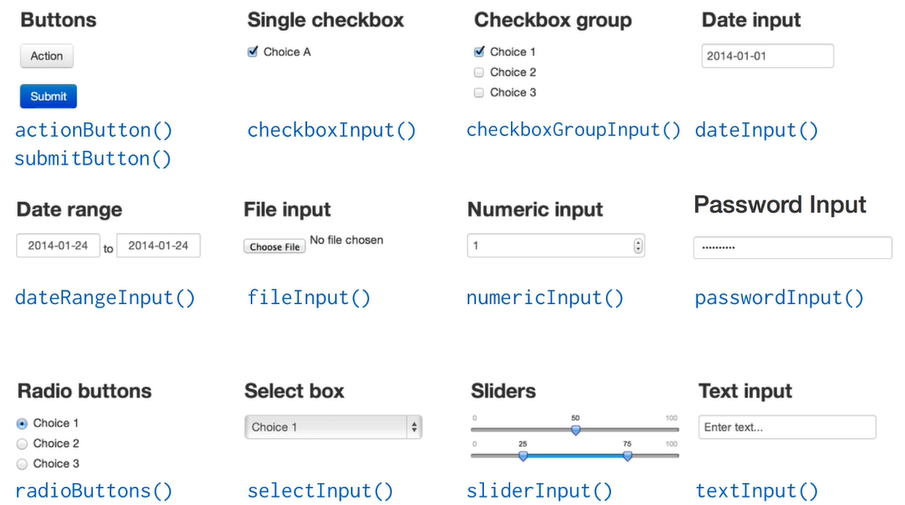 Buttons
Action
Submit
actionButton()
submitButton()
Single checkbox
Choice A
checkboxInput()
Checkbox group
Choice 1
Choice 2
Choice 3
checkboxGroupInput()
Date input
2014-01-01
dateInput()
Date range
2014-01-24 to 2014-01-24
dateRangeInput()
File input
Choose File No file chosen
fileInput()
Numeric input
1
numericInput()
Password Input
••••••••••
passwordInput()
Radio buttons
Choice 1
Choice 2
Choice 3
radioButtons()
Select box
Choice 1
selectInput()
Sliders
0 50 100
0 25 75 100
sliderInput()
Text input
Enter text...
textInput()